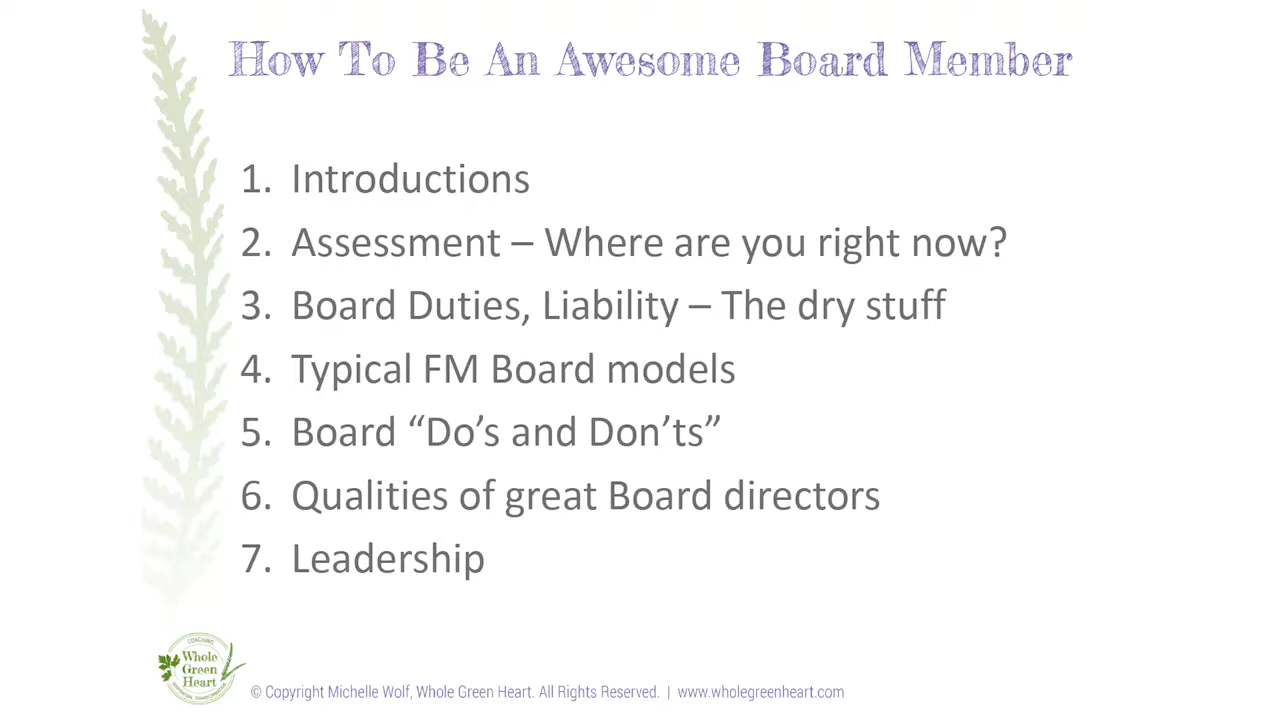 How To Be An Awesome Board Member
1. Introductions
2. Assessment – Where are you right now?
3. Board Duties, Liability – The dry stuff
4. Typical FM Board models
5. Board “Do’s and Don’ts”
6. Qualities of great Board directors
7. Leadership
COACHING
Whole
Green
Heart
© Copyright Michelle Wolf, Whole Green Heart. All Rights Reserved. | www.wholegreenheart.com